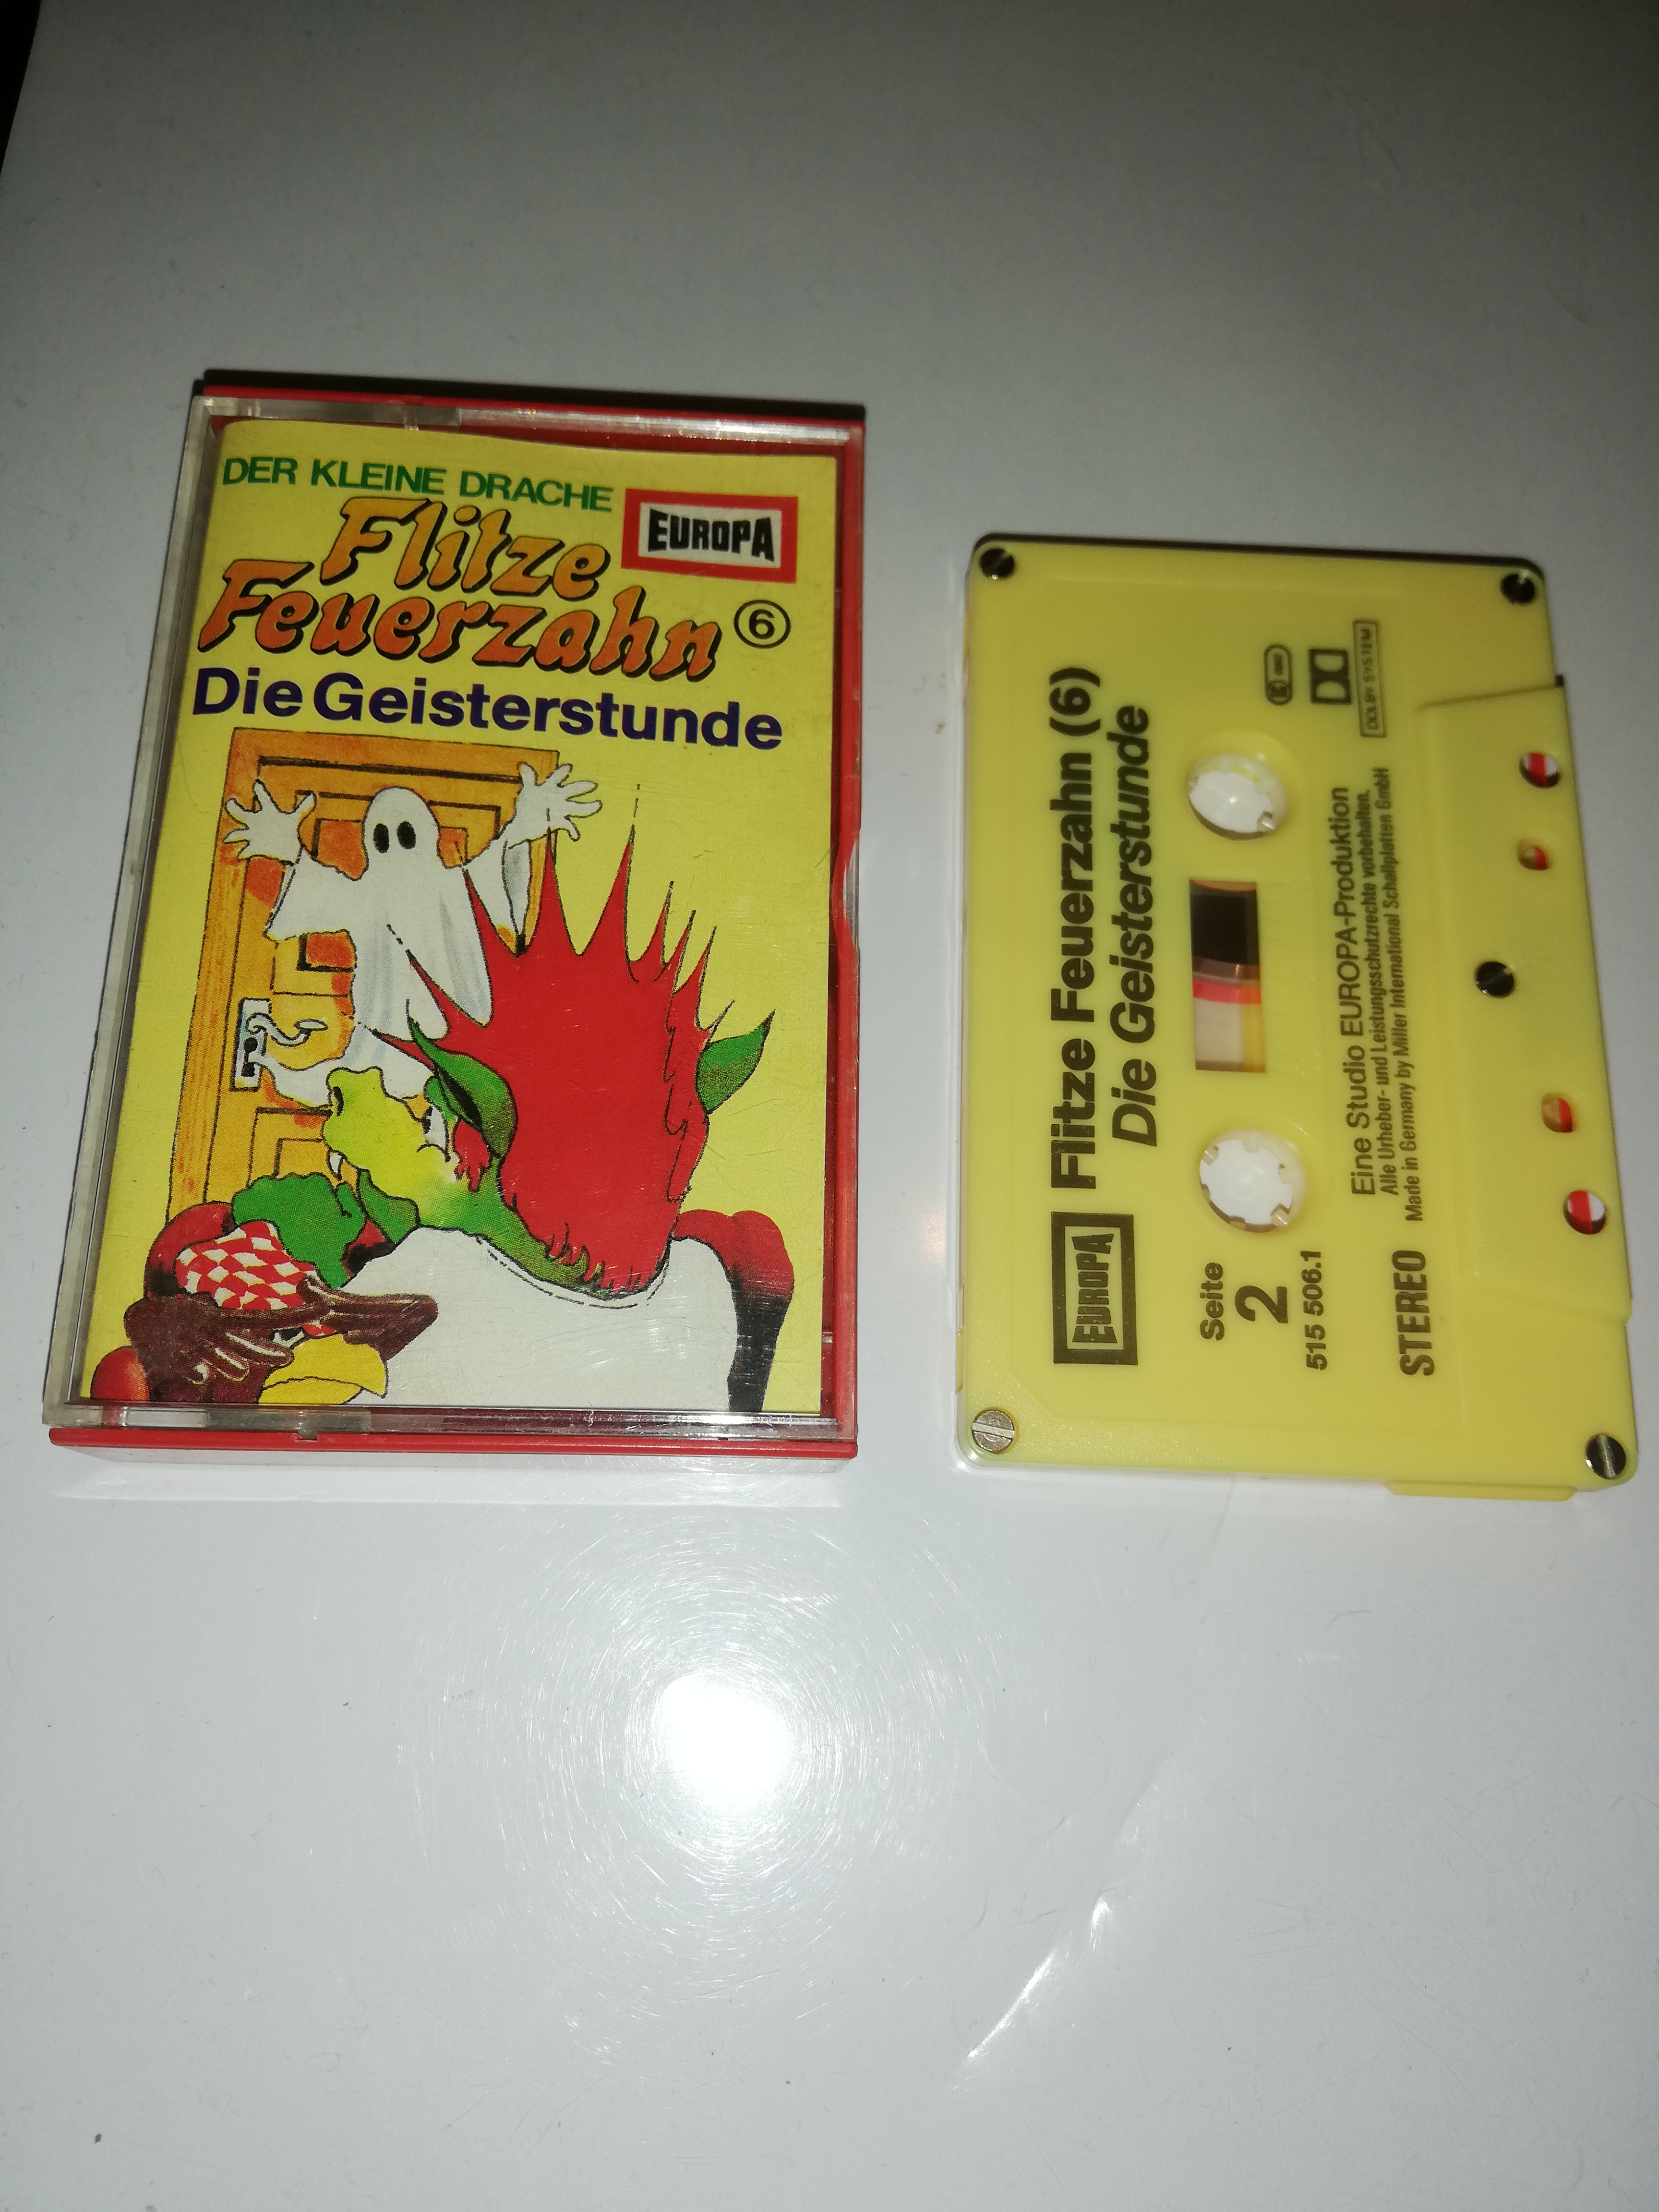 DER KLEINE DRACHE
EUROPA
Flitze
Feuerzahn
6
Die Geisterstunde
EUROPA
Flitze Feuerzahn (6)
Die Geisterstunde
Seite
2
515 506.1
STEREO
DOLBY SYSTEM
Eine Studio EUROPA-Produktion
Alle Urheber- und Leistungsschutzrechte vorbehalten.
Made in Germany by Miller International Schallplatten GmbH